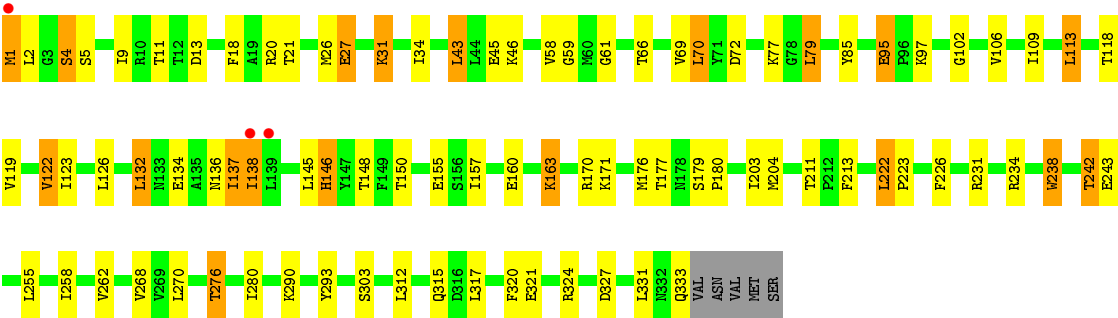 M1 L2 G3 S4 S5 I9 R10 T11 T12 D13 F18 A19 R20 T21 M26 E27 K31 I34 L43 L44 E45 K46 V58 G59 M60 G61 T66 V69 L70 Y71 D72 K77 G78 L79 Y85 E95 P96 K97 G102 V106 I109 L113 T118
V119 V122 I123 L126 L132 N133 E134 A135 N136 I137 I138 L139 L145 H146 Y147 T148 F149 T150 E155 S156 I157 E160 K163 R170 K171 M176 T177 N178 S179 P180 I203 M204 T211 P212 F213 L222 P223 F226 R231 R234 W238 T242 E243
L255 I258 V262 V268 V269 L270 T276 I280 K290 Y293 S303 L312 Q315 D316 L317 F320 E321 R324 D327 L331 N332 Q333 VAL ASN VAL MET SER